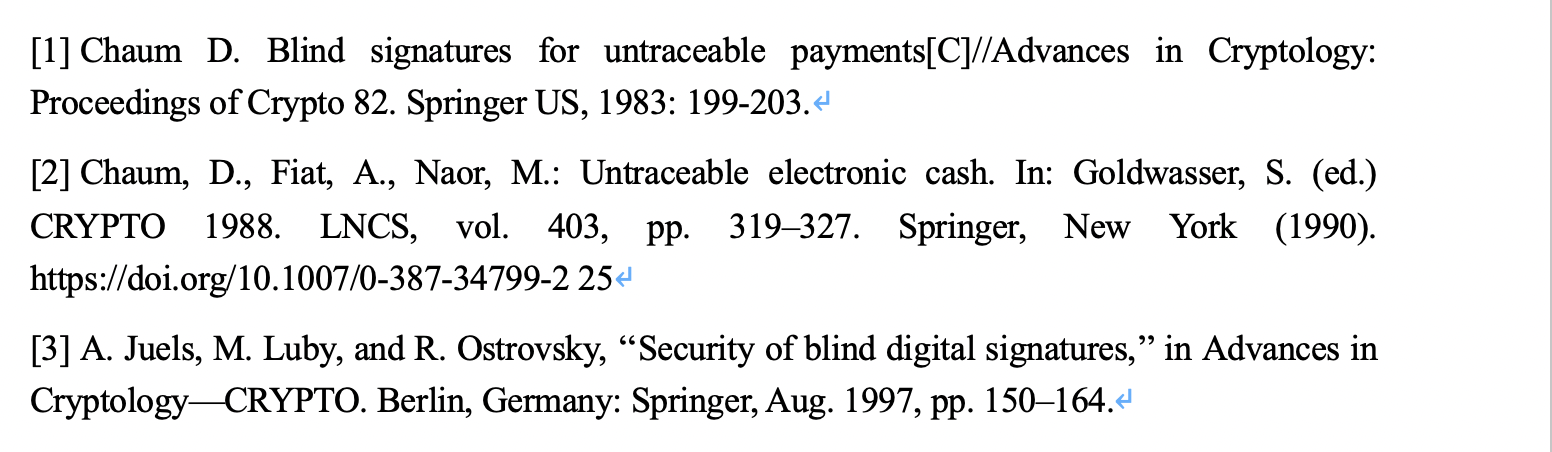 [1] Chaum D. Blind signatures for untraceable payments[C]//Advances in Cryptology:
Proceedings of Crypto 82. Springer US, 1983: 199-203.
[2] Chaum, D., Fiat, A., Naor, M.: Untraceable electronic cash. In: Goldwasser, S. (ed.)
CRYPTO 1988. LNCS, vol. 403, pp. 319–327. Springer, New York (1990).
https://doi.org/10.1007/0-387-34799-2 25
[3] A. Juels, M. Luby, and R. Ostrovsky, “Security of blind digital signatures,” in Advances in
Cryptology—CRYPTO. Berlin, Germany: Springer, Aug. 1997, pp. 150–164.